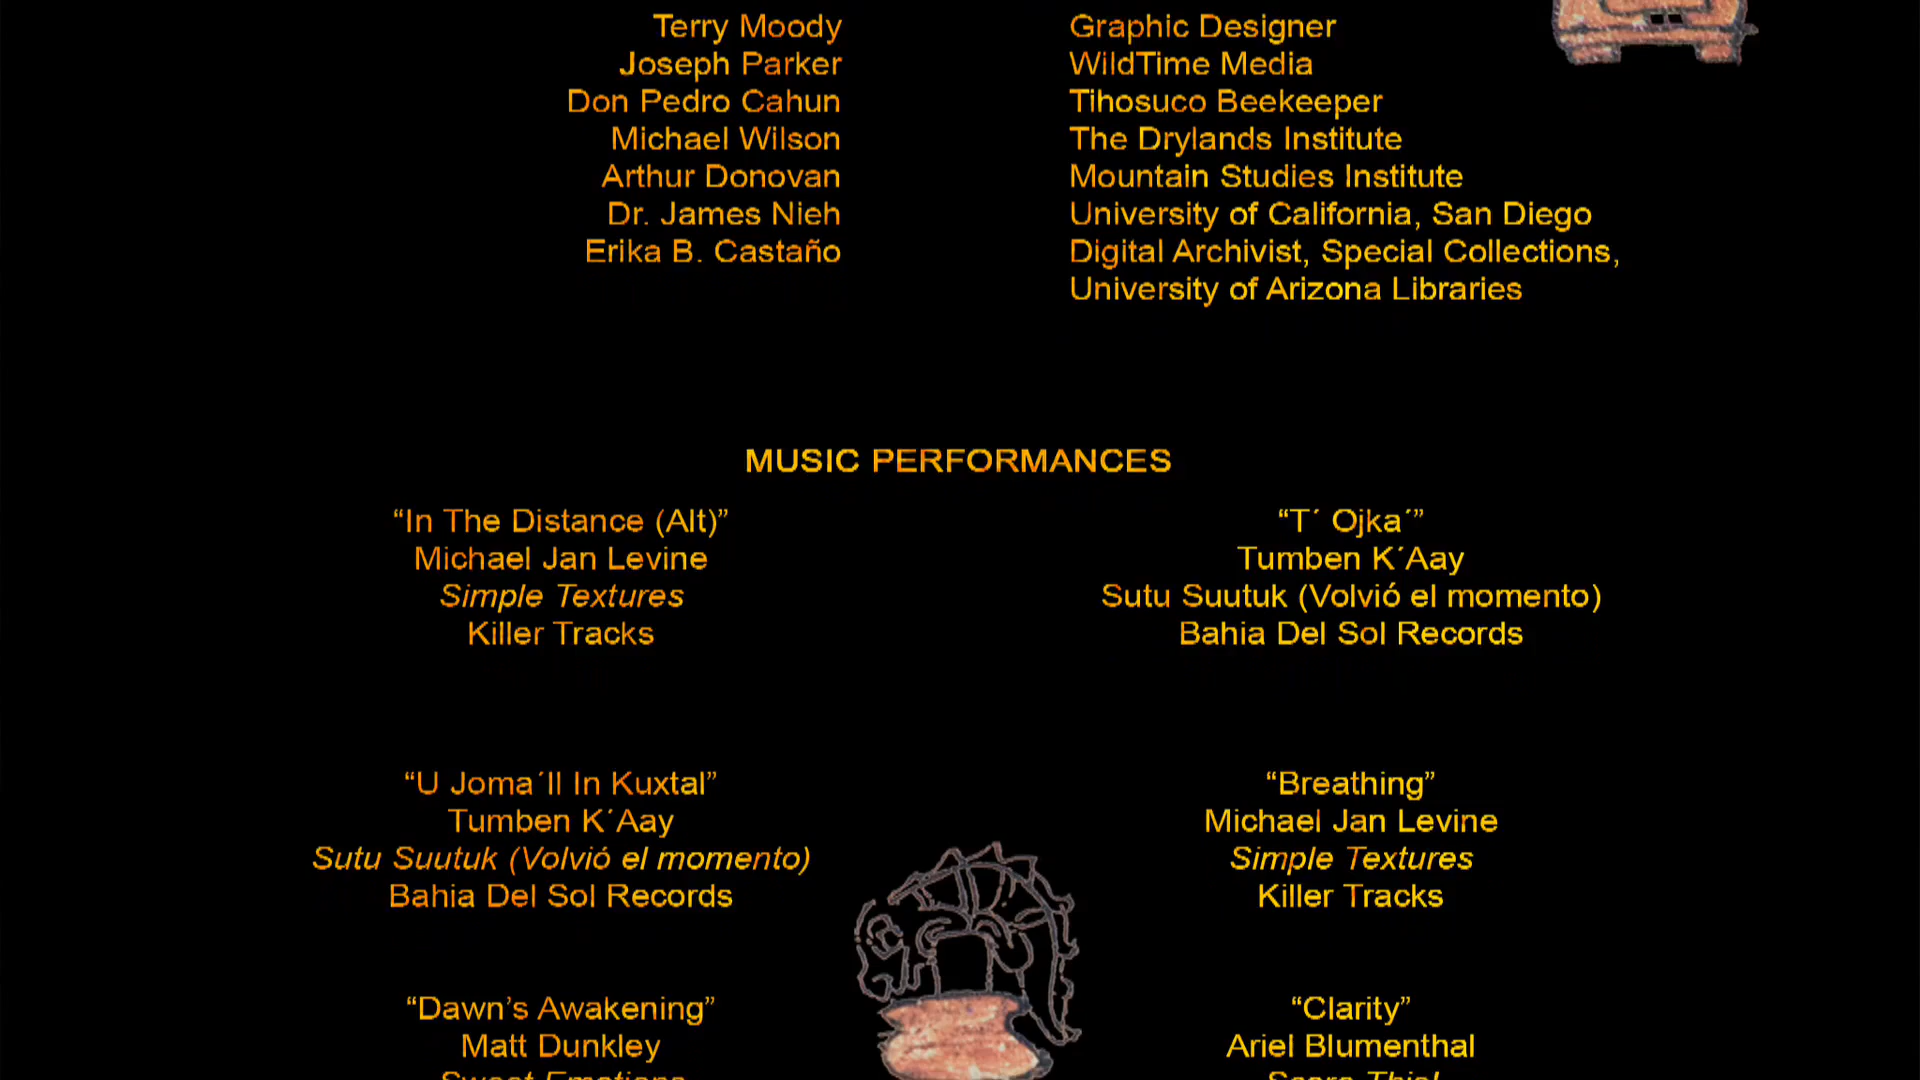 Terry Moody Graphic Designer
Joseph Parker WildTime Media
Don Pedro Cahun Tihosuco Beekeeper
Michael Wilson The Drylands Institute
Arthur Donovan Mountain Studies Institute
Dr. James Nieh University of California, San Diego
Erika B. Castaño Digital Archivist, Special Collections,
University of Arizona Libraries
MUSIC PERFORMANCES
“In The Distance (Alt)”
Michael Jan Levine
Simple Textures
Killer Tracks
“T´ Ojka´”
Tumben K´Aay
Sutu Suutuk (Volvió el momento)
Bahia Del Sol Records
“U Joma´ll In Kuxtal”
Tumben K´Aay
Sutu Suutuk (Volvió el momento)
Bahia Del Sol Records
“Breathing”
Michael Jan Levine
Simple Textures
Killer Tracks
“Dawn’s Awakening”
Matt Dunkley
Sweet Emotions
“Clarity”
Ariel Blumenthal
Score This!